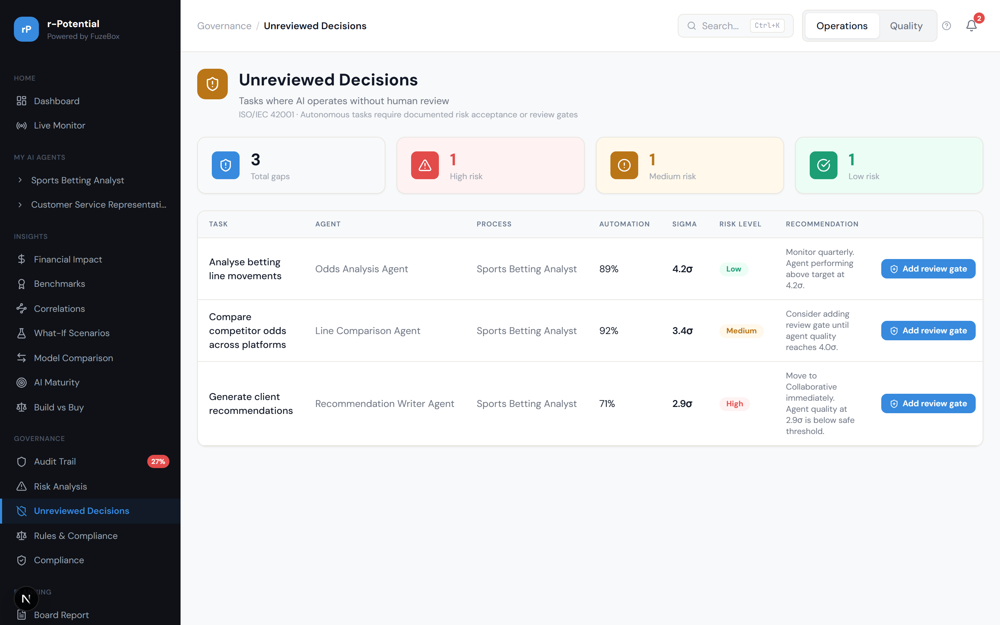 rP
r-Potential
Powered by FuzeBox
HOME
Dashboard
Live Monitor
MY AI AGENTS
Sports Betting Analyst
Customer Service Representati...
INSIGHTS
Financial Impact
Benchmarks
Correlations
What-If Scenarios
Model Comparison
AI Maturity
Build vs Buy
GOVERNANCE
Audit Trail
27%
Risk Analysis
Unreviewed Decisions
Rules & Compliance
Compliance
N
Board Report
Governance / Unreviewed Decisions
Search...
Ctrl+K
Operations
Quality
2
Unreviewed Decisions
Tasks where AI operates without human review
ISO/IEC 42001 · Autonomous tasks require documented risk acceptance or review gates
3
Total gaps
1
High risk
1
Medium risk
1
Low risk
TASK AGENT PROCESS AUTOMATION SIGMA RISK LEVEL RECOMMENDATION
Analyse betting
line movements
Odds Analysis Agent
Sports Betting Analyst
89%
4.2σ
Low
Monitor quarterly.
Agent performing
above target at
4.2σ.
Add review gate
Compare
competitor odds
across platforms
Line Comparison Agent
Sports Betting Analyst
92%
3.4σ
Medium
Consider adding
review gate until
agent quality
reaches 4.0σ.
Add review gate
Generate client
recommendations
Recommendation Writer Agent
Sports Betting Analyst
71%
2.9σ
High
Move to
Collaborative
immediately.
Agent quality at
2.9σ is below safe
threshold.
Add review gate